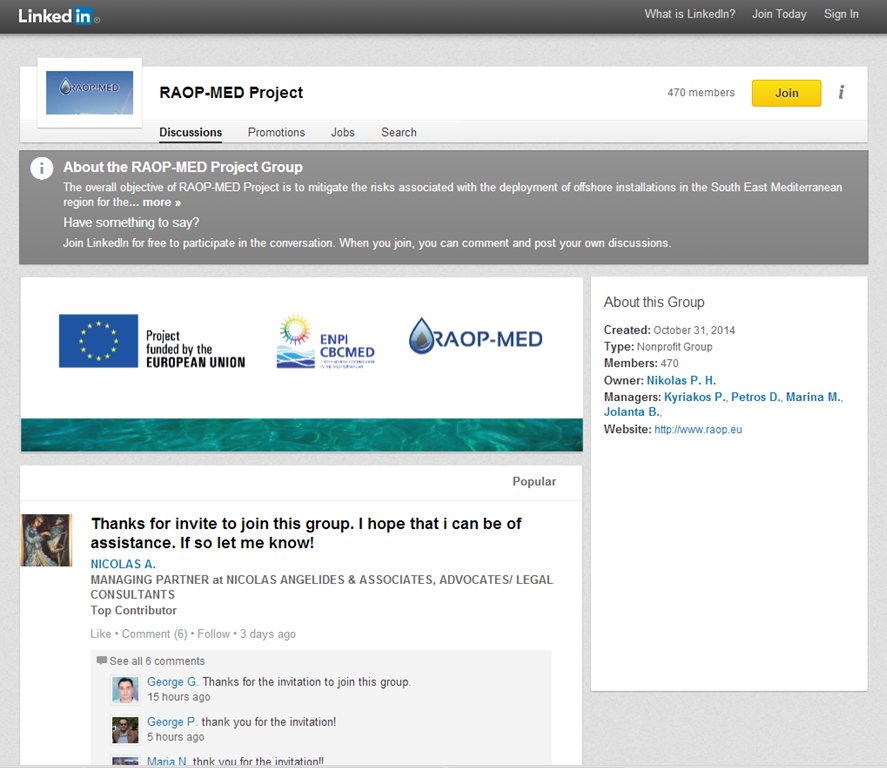 Linked in ®
What is LinkedIn? Join Today Sign In
RAOP-MED
RAOP-MED Project
470 members
Join
i
Discussions Promotions Jobs Search
i
About the RAOP-MED Project Group
The overall objective of RAOP-MED Project is to mitigate the risks associated with the deployment of offshore installations in the South East Mediterranean
region for the... more »
Have something to say?
Join LinkedIn for free to participate in the conversation. When you join, you can comment and post your own discussions.
Project
funded by the
EUROPEAN UNION
ENPI
CBCMED
RAOP-MED
About this Group
Created: October 31, 2014
Type: Nonprofit Group
Members: 470
Owner: Nikolas P. H.
Managers: Kyriakos P., Petros D., Marina M.,
Jolanta B.,
Website: http://www.raop.eu
Popular
Thanks for invite to join this group. I hope that i can be of
assistance. If so let me know!
NICOLAS A.
MANAGING PARTNER at NICOLAS ANGELIDES & ASSOCIATES, ADVOCATES/ LEGAL
CONSULTANTS
Top Contributor
Like • Comment (6) • Follow • 3 days ago
See all 6 comments
George G. Thanks for the invitation to join this group.
15 hours ago
George P. thank you for the invitation!
5 hours ago
Maria N. thnk you for the invitation!!